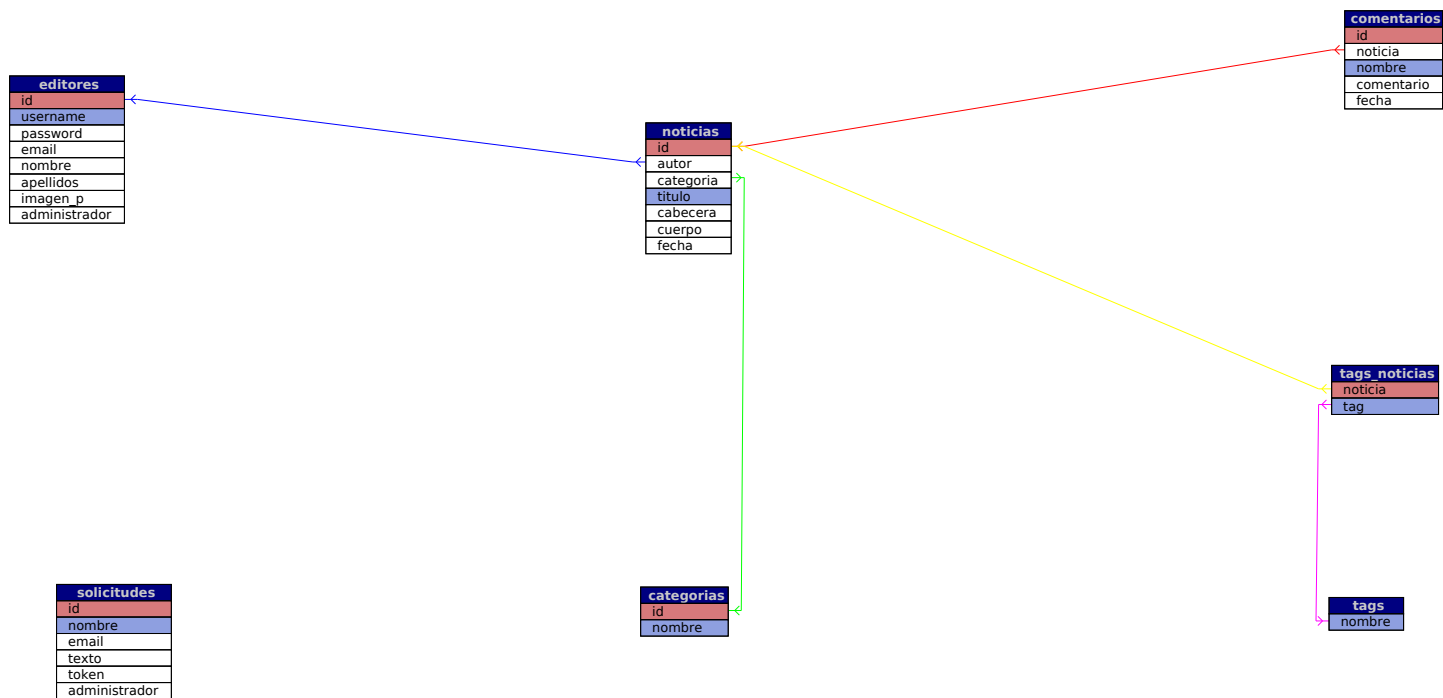 editores
id
username
password
email
nombre
apellidos
imagen_p
administrador
noticias
id
autor
categoria
titulo
cabecera
cuerpo
fecha
comentarios
id
noticia
nombre
comentario
fecha
tags_noticias
noticia
tag
solicitudes
id
nombre
email
texto
token
administrador
categorias
id
nombre
tags
nombre